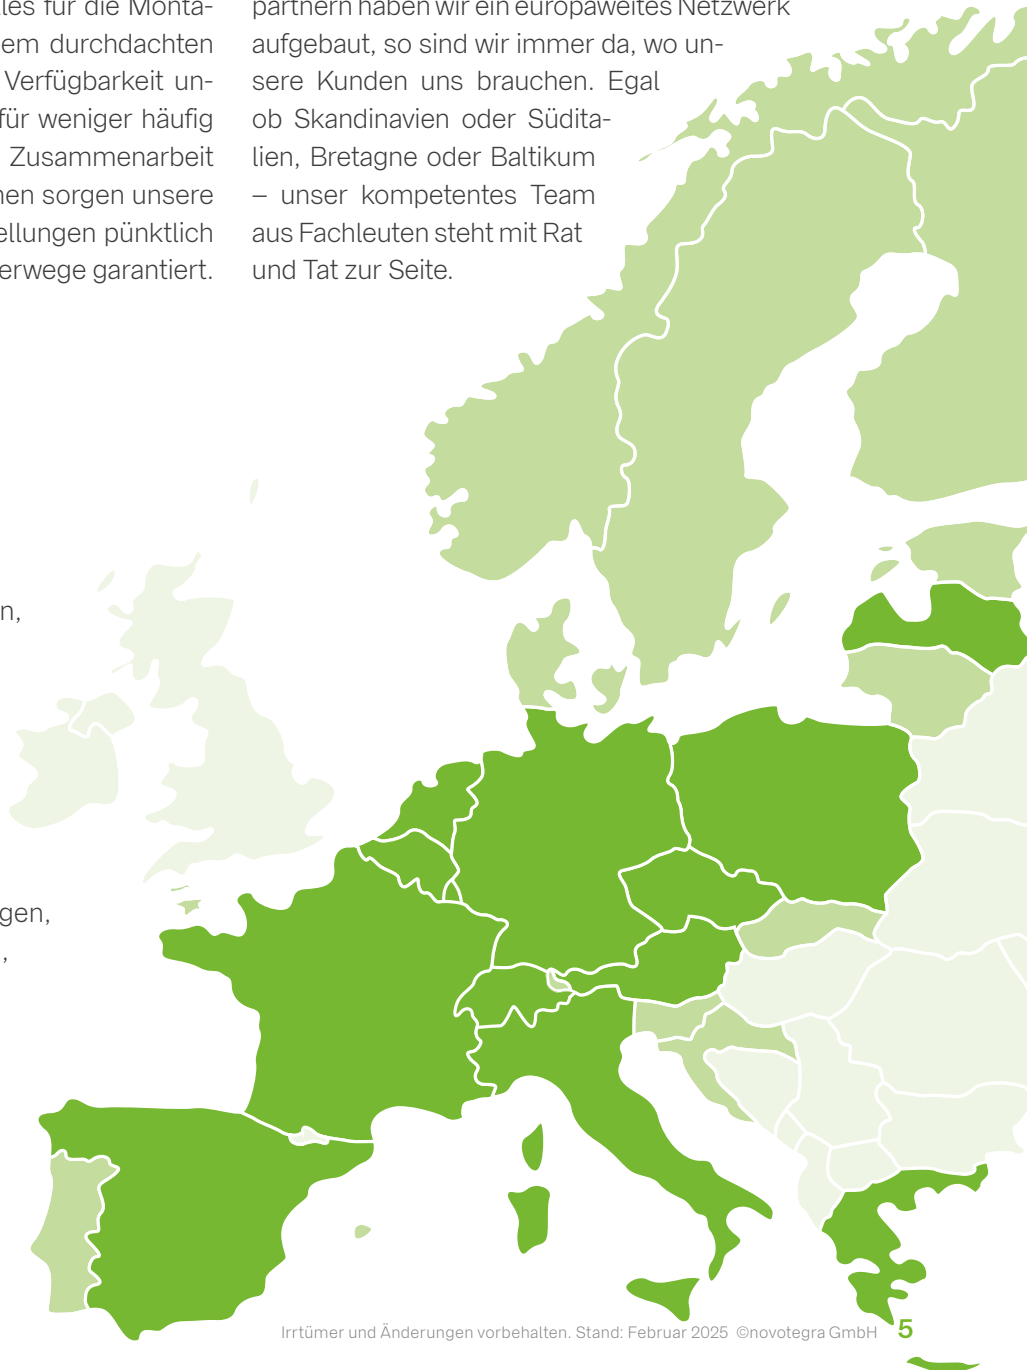 les für die Monta-
em durchdachten
Verfügbarkeit un-
für weniger häufig
Zusammenarbeit
nen sorgen unsere
ellungen pünktlich
erwege garantiert.
partnern haben wir ein europaweites Netzwerk
aufgebaut, so sind wir immer da, wo un-
sere Kunden uns brauchen. Egal
ob Skandinavien oder Südita-
lien, Bretagne oder Baltikum
– unser kompetentes Team
aus Fachleuten steht mit Rat
und Tat zur Seite.
n,
gen,
,
Irrtümer und Änderungen vorbehalten. Stand: Februar 2025 ©novotegra GmbH 5